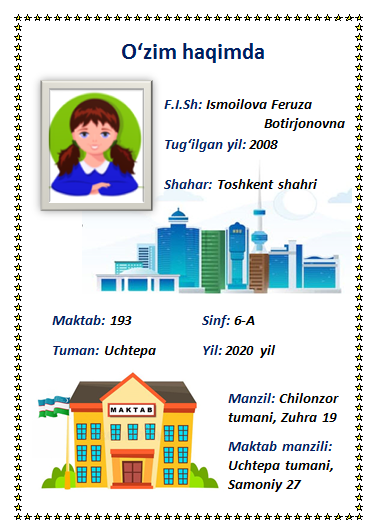 O‘zim haqimda
F.I.Sh: Ismoilova Feruza
Botirjonovna
Tug‘ilgan yil: 2008
Shahar: Toshkent shahri
Maktab: 193
Sinf: 6-A
Tuman: Uchtepa
Yil: 2020 yil
MAKTAB
Manzil: Chilonzor
tumani, Zuhra 19
Maktab manzili:
Uchtepa tumani,
Samoniy 27